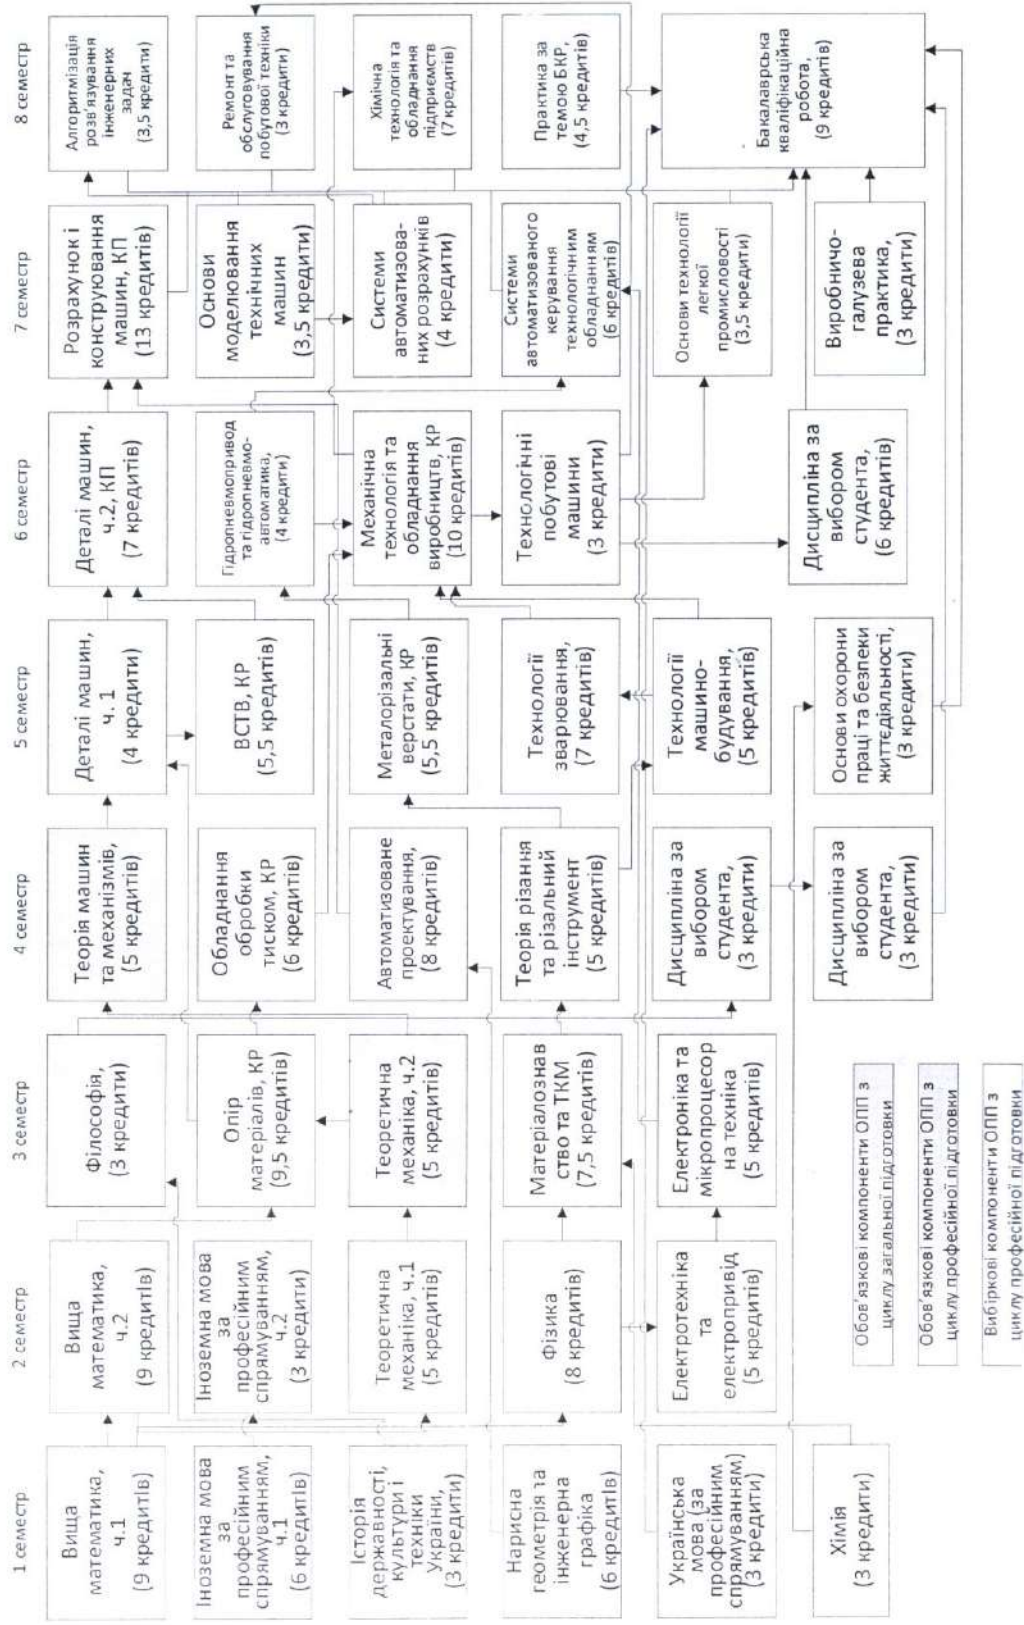 1 семестр
Вища
математика,
ч.1
(9 кредитів)
Іноземна мова
за
професійним
спрямуванням,
ч.1
(6 кредитів)
Історія
державності,
культури і
техніки
України,
(3 кредити)
Нарисна
геометрія та
інженерна
графіка
(6 кредитів)
Українська
мова (за
професійним
спрямуванням)
(3 кредити)
Хімія
(3 кредити)
2 семестр
Вища
математика,
ч.2
(9 кредитів)
Іноземна мова
за
професійним
спрямуванням,
ч.2
(3 кредити)
Теоретична
механіка, ч.1
(5 кредитів)
Фізика
(8 кредитів)
Електротехніка
та
електропривід
(5 кредитів)
3 семестр
Філософія,
(3 кредити)
Опір
матеріалів, КР
(9,5 кредитів)
Теоретична
механіка, ч.2
(5 кредитів)
Матеріалознав
ство та ТКМ
(7,5 кредитів)
Електроніка та
мікропроцесор
на техніка
(5 кредитів)
4 семестр
Теорія машин
та механізмів,
(5 кредитів)
Обладнання
обробки
тиском, КР
(6 кредитів)
Автоматизоване
проектування,
(8 кредитів)
Теорія різання
та різальний
інструмент
(5 кредитів)
Дисципліна за
вибором
студента,
(3 кредити)
Дисципліна за
вибором
студента,
(3 кредити)
5 семестр
Деталі машин,
ч.1
(4 кредити)
ВСТВ, КР
(5,5 кредитів)
Металорізальні
верстати, КР
(5,5 кредитів)
Технології
зварювання,
(7 кредитів)
Технології
машино-
будування,
(5 кредитів)
Основи охорони
праці та безпеки
життєдіяльності,
(3 кредити)
6 семестр
Деталі машин,
ч.2, КП
(7 кредитів)
Гідропневмопривод
та гідропневмо-
автоматика,
(4 кредити)
Механічна
технологія та
обладнання
виробництв, КР
(10 кредитів)
Технологічні
побутові
машини
(3 кредити)
Дисципліна за
вибором
студента,
(6 кредитів)
7 семестр
Розрахунок і
конструювання
машин, КП
(13 кредитів)
Основи
моделювання
технічних
машин
(3,5 кредити)
Системи
автоматизова-
них розрахунків
(4 кредити)
Системи
автоматизованого
керування
технологічним
обладнанням
(6 кредитів)
Основи технології
легкої
промисловості
(3,5 кредити)
Виробничо-
галузева
практика,
(3 кредити)
8 семестр
Алгоритмізація
розв'язування
інженерних
задач
(3,5 кредити)
Ремонт та
обслуговування
побутової техніки
(3 кредити)
Хімічна
технологія та
обладнання
підприємств
(7 кредитів)
Практика за
темою БКР,
(4,5 кредити)
Бакалаврська
кваліфікаційна
робота,
(9 кредитів)
Обов'язкові компоненти ОПП з
циклу загальної підготовки
Обов'язкові компоненти ОПП з
циклу професійної підготовки
Вибіркові компоненти ОПП з
циклу професійної підготовки